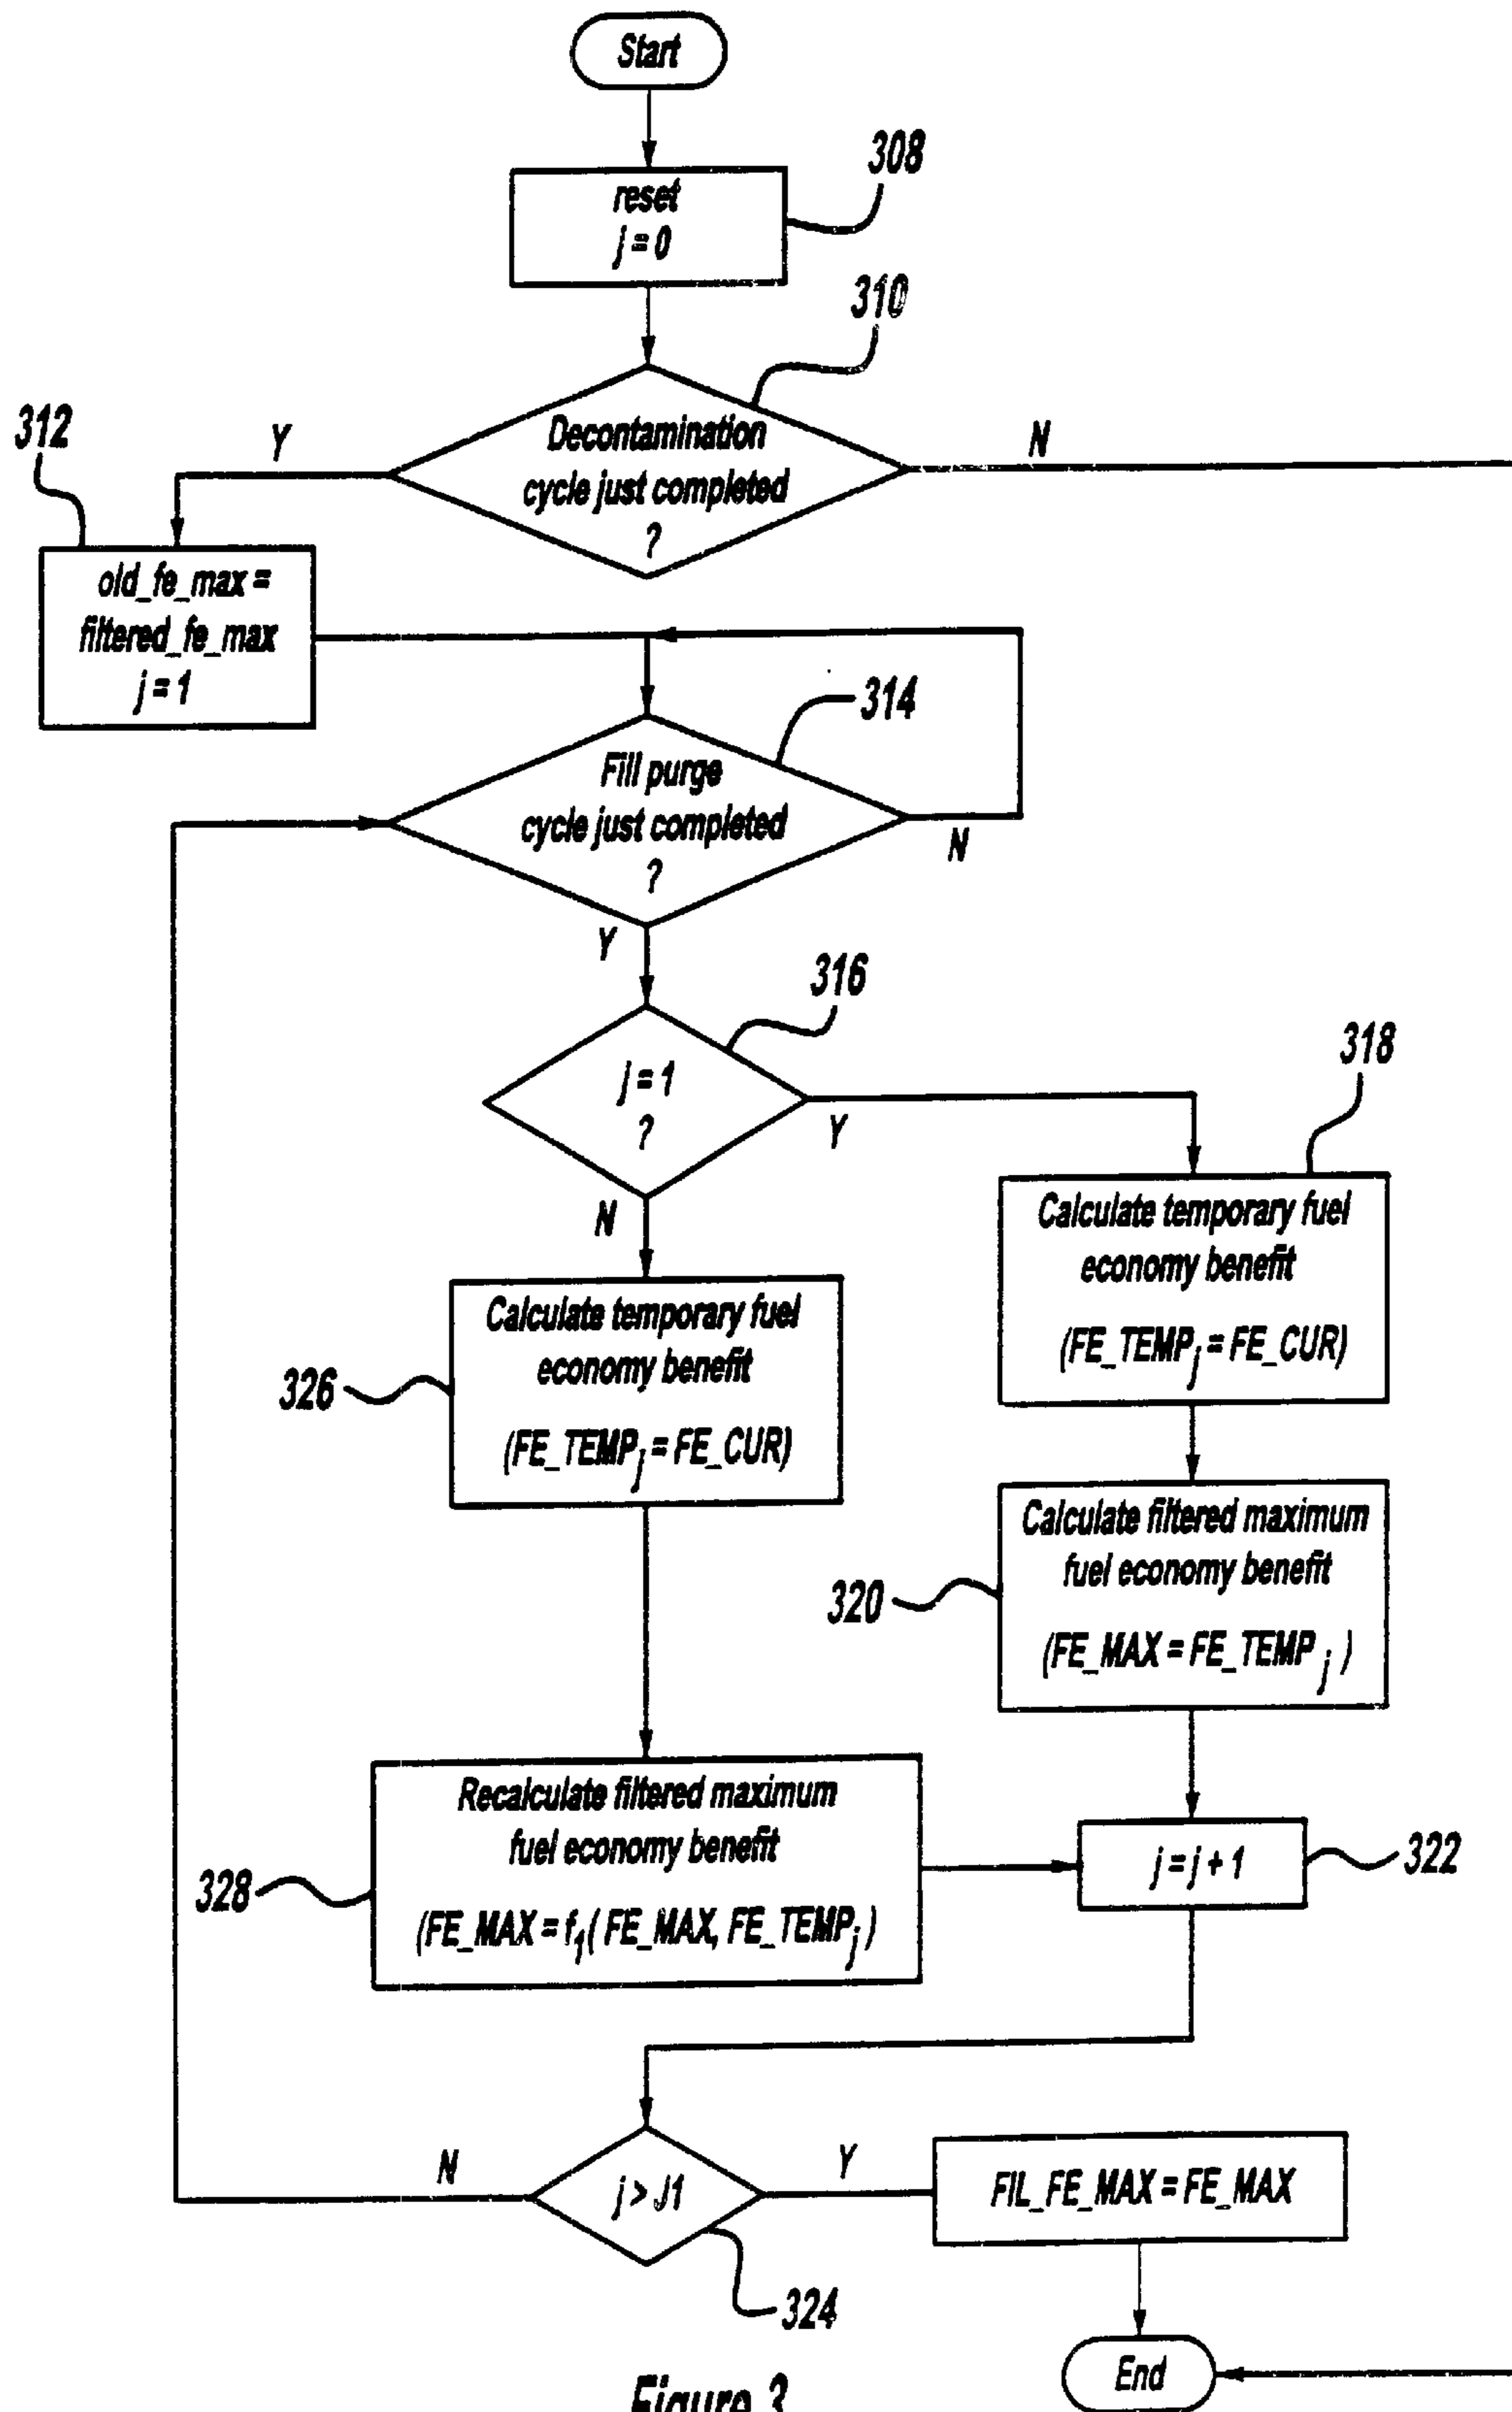 Start
308
reset
j = 0
310
Decontamination
cycle just completed
?
Y
N
312
old_fe_max =
filtered_fe_max
j = 1
314
Fill purge
cycle just completed
?
N
Y
316
j = 1
?
Y
N
318
Calculate temporary fuel
economy benefit
(FE_TEMPj = FE_CUR)
326
Calculate temporary fuel
economy benefit
(FE_TEMPj = FE_CUR)
320
Calculate filtered maximum
fuel economy benefit
(FE_MAX = FE_TEMP j )
328
Recalculate filtered maximum
fuel economy benefit
(FE_MAX = f1( FE_MAX, FE_TEMPj )
j = j + 1
322
N
j > J1
Y
FIL_FE_MAX = FE_MAX
324
End
Figure 3